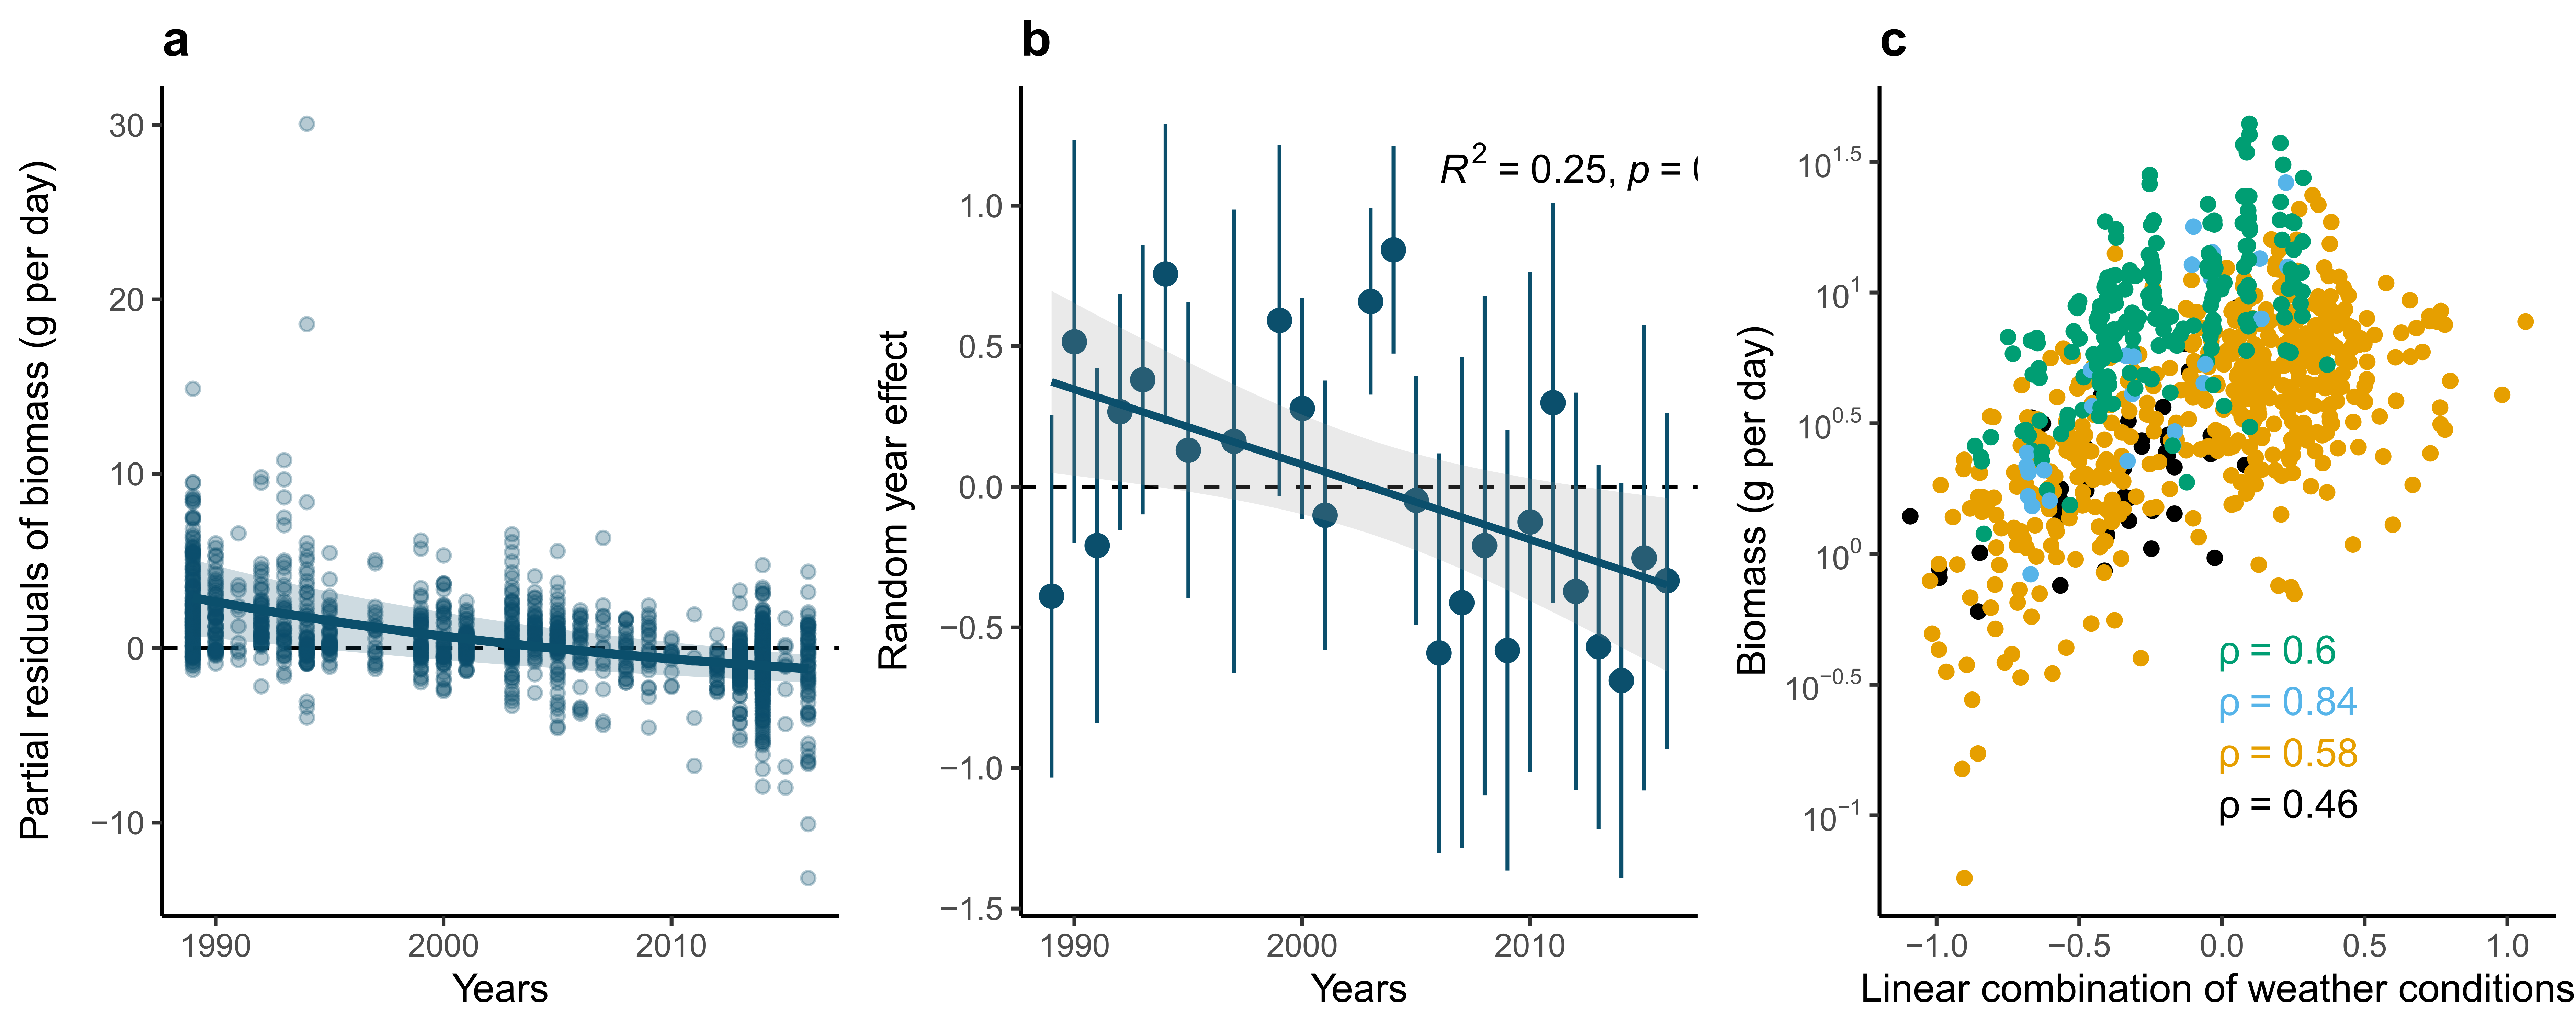 a
Partial residuals of biomass (g per day)
30
20
10
0
−10
1990 2000 2010
Years
b
Random year effect
R² = 0.25, p =
1.0
0.5
0.0
−0.5
−1.0
−1.5
1990 2000 2010
Years
c
Biomass (g per day)
10^1.5
10^1
10^0.5
10^0
10^−0.5
10^−1
ρ = 0.6
ρ = 0.84
ρ = 0.58
ρ = 0.46
−1.0 −0.5 0.0 0.5 1.0
Linear combination of weather conditions